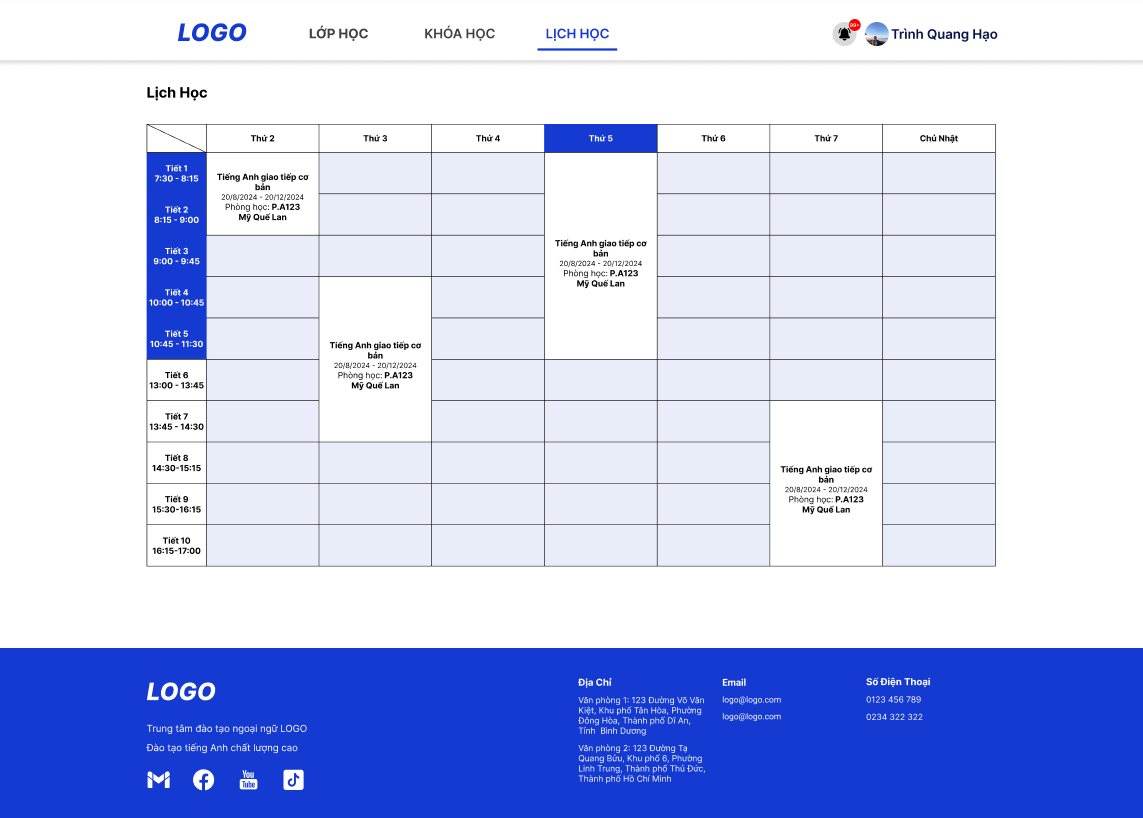 LOGO
LỚP HỌC
KHÓA HỌC
LỊCH HỌC
99+
Trình Quang Hạo
Lịch Học
Thứ 2
Thứ 3
Thứ 4
Thứ 5
Thứ 6
Thứ 7
Chủ Nhật
Tiết 1
7:30 - 8:15
Tiết 2
8:15 - 9:00
Tiết 3
9:00 - 9:45
Tiết 4
10:00 - 10:45
Tiết 5
10:45 - 11:30
Tiết 6
13:00 - 13:45
Tiết 7
13:45 - 14:30
Tiết 8
14:30-15:15
Tiết 9
15:30-16:15
Tiết 10
16:15-17:00
Tiếng Anh giao tiếp cơ
bản
20/8/2024 - 20/12/2024
Phòng học: P.A123
Mỹ Quế Lan
Tiếng Anh giao tiếp cơ
bản
20/8/2024 - 20/12/2024
Phòng học: P.A123
Mỹ Quế Lan
Tiếng Anh giao tiếp cơ
bản
20/8/2024 - 20/12/2024
Phòng học: P.A123
Mỹ Quế Lan
Tiếng Anh giao tiếp cơ
bản
20/8/2024 - 20/12/2024
Phòng học: P.A123
Mỹ Quế Lan
LOGO
Trung tâm đào tạo ngoại ngữ LOGO
Đào tạo tiếng Anh chất lượng cao
You
Tube
Địa Chỉ
Văn phòng 1: 123 Đường Võ Văn
Kiệt, Khu phố Tân Hòa, Phường
Đông Hòa, Thành phố Dĩ An,
Tỉnh Bình Dương
Văn phòng 2: 123 Đường Tạ
Quang Bửu, Khu phố 6, Phường
Linh Trung, Thành phố Thủ Đức,
Thành phố Hồ Chí Minh
Email
logo@logo.com
logo@logo.com
Số Điện Thoại
0123 456 789
0234 322 322